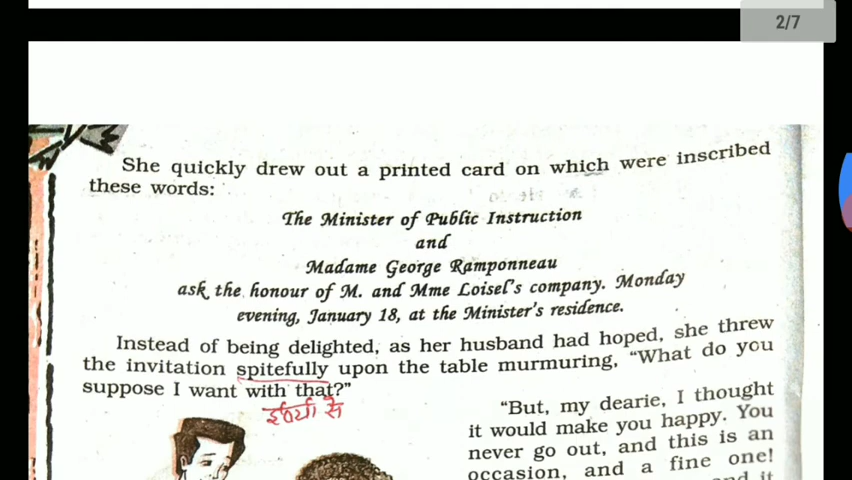 2/7
She quickly drew out a printed card on which were inscribed
these words:
The Minister of Public Instruction
and
Madame George Ramponneau
ask the honour of M. and Mme Loisel's company. Monday
evening, January 18, at the Minister's residence.
Instead of being delighted, as her husband had hoped, she threw
the invitation spitefully upon the table murmuring, "What do you
suppose I want with that?"
ईर्ष्या से
"But, my dearie, I thought
it would make you happy. You
never go out, and this is an
occasion, and a fine one!
and it